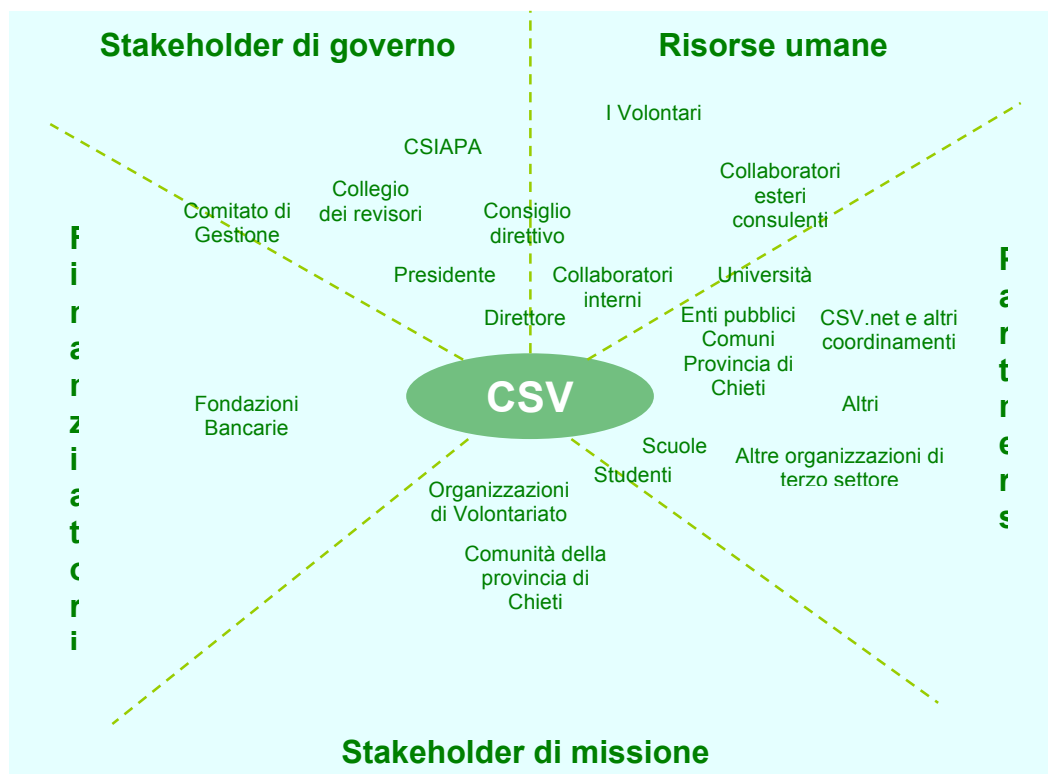 Stakeholder di governo
Risorse umane
I Volontari
CSIAPA
Collaboratori
esteri
consulenti
Collegio
dei revisori
Comitato di
Gestione
Consiglio
direttivo
Finanziatori
Partners
Presidente
Collaboratori
interni
Università
Direttore
Enti pubblici
Comuni
Provincia di
Chieti
CSV.net e altri
coordinamenti
CSV
Fondazioni
Bancarie
Altri
Scuole
Studenti
Altre organizzazioni di
terzo settore
Organizzazioni
di Volontariato
Comunità della
provincia di
Chieti
Stakeholder di missione